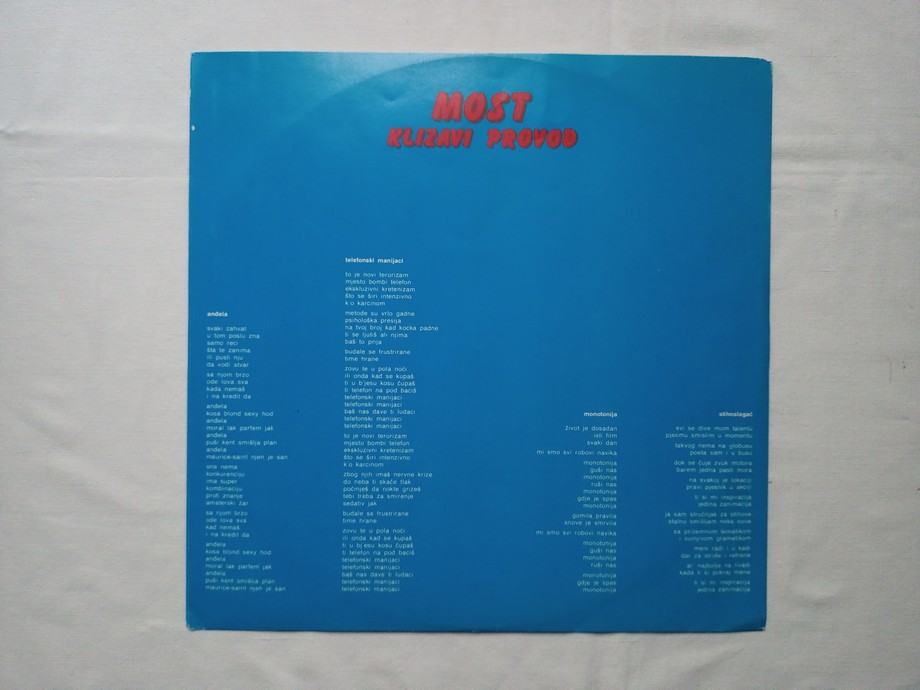 MOST
KLIZAVI PROVOD
anđela
svaki zahvat
u tom poslu zna
samo reci
šta te zanima
ili pusti nju
da vodi stvar
sa njom brzo
ode lova sva
kada nemaš
i na kredit da
anđela
kosa blond sexy hod
anđela
moral lak parfem jak
anđela
puši kent smišlja plan
anđela
maurice-saint njen je san
ona nema
konkurenciju
ima super
kombinaciju
profi znanje
amaterski žar
sa njom brzo
ode lova sva
kad nemaš
i na kredit da
anđela
kosa blond sexy hod
anđela
moral lak parfem jak
anđela
puši kent smišlja plan
maurice-saint njen je san
telefonski manijaci
to je novi terorizam
mjesto bombi telefon
ekskluzivni kretenizam
što se širi intenzivno
k'o karcinom
metode su vrlo gadne
psihološka presija
na tvoj broj kad kocka padne
ti se ljutiš ali njima
baš to prija
budale se frustrirane
time hrane
zovu te u pola noći
ili onda kad se kupaš
ti u b'jesu kosu čupaš
ti telefon na pod baciš
telefonski manijaci
telefonski manijaci
baš nas dave ti luđaci
telefonski manijaci
telefonski manijaci
to je novi terorizam
mjesto bombi telefon
ekskluzivni kretenizam
što se širi intenzivno
k o karcinom
zbog njih imaš nervne krize
do neba ti skače tlak
počinješ da nokte grizeš
tebi treba za smirenje
sedativ jak
budale se frustrirane
time hrane
zovu te u pola noći
ili onda kad se kupaš
ti u b'jesu kosu čupaš
ti telefon na pod baciš
telefonski manijaci
telefonski manijaci
baš nas dave ti luđaci
telefonski manijaci
telefonski manijaci
monotonija
život je dosadan
isti film
svaki dan
mi smo svi robovi navika
monotonija
guši nas
monotonija
ruši nas
monotonija
gdje je spas
monotonija
gomila pravila
snove je smrvila
mi smo svi robovi navika
monotonija
guši nas
monotonija
ruši nas
monotonija
gdje je spas
monotonija
stihoslagač
svi se dive mom talentu
pjesmu smislim u momentu
takvog nema na globusu
poeta sam i u busu
dok se čuje zvuk motora
barem jedna pasti mora
na svakoj je lokaciji
pravi pjesnik u akciji
ti si mi inspiracija
jedina zanimacija
ja sam stručnjak za stihove
stalno smišljam neke nove
sa prizemnom tematikom
i sumnjivom gramatikom
meni radi i u kadi
dar za strofe i refrene
al' najbolje na livadi
kada ti si pokraj mene
ti si mi inspiracija
jedina zanimacija